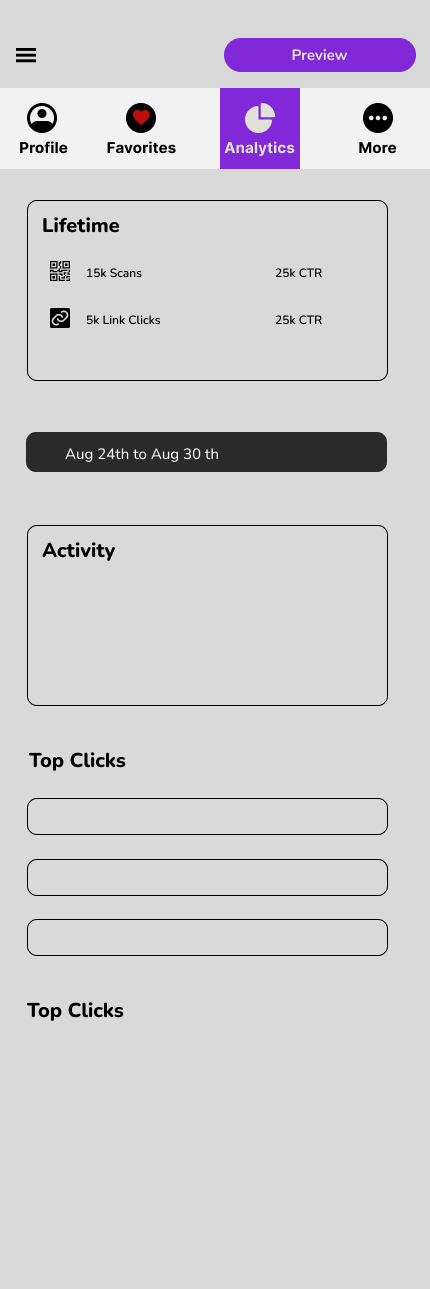 Preview
Profile
Favorites
Analytics
More
Lifetime
15k Scans
25k CTR
5k Link Clicks
25k CTR
Aug 24th to Aug 30 th
Activity
Top Clicks
Top Clicks